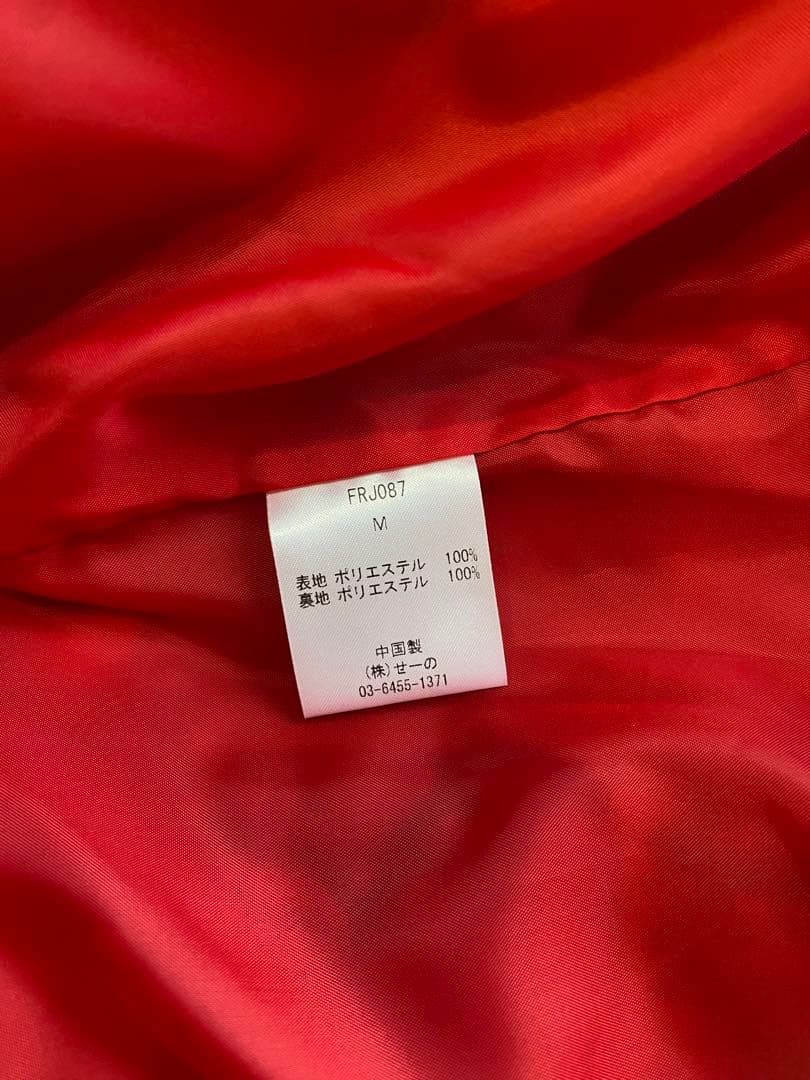 FRJ087
M
表地 ポリエステル 100%
裏地 ポリエステル 100%
中国製
(株)せーの
03-6455-1371